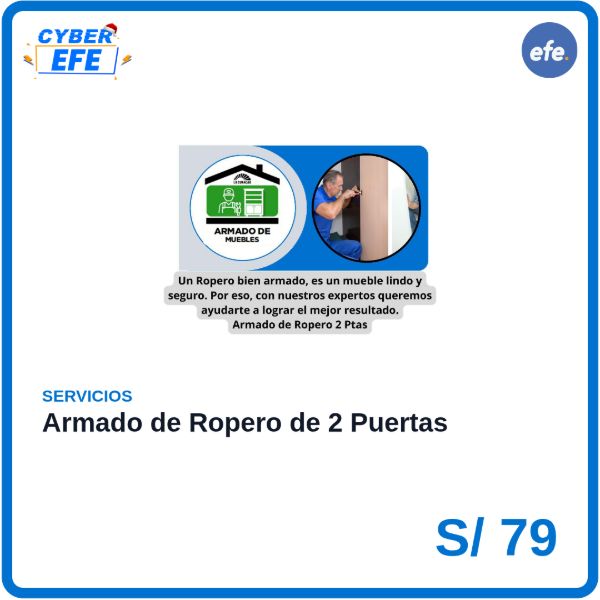 CYBER
EFE
efe.
LA CURACAO
ARMADO DE
MUEBLES
Un Ropero bien armado, es un mueble lindo y
seguro. Por eso, con nuestros expertos queremos
ayudarte a lograr el mejor resultado.
Armado de Ropero 2 Ptas
SERVICIOS
Armado de Ropero de 2 Puertas
S/ 79